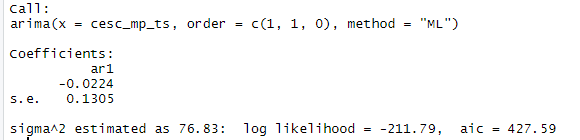 Call:
arima(x = cesc_mp_ts, order = c(1, 1, 0), method = "ML")
Coefficients:
ar1
-0.0224
s.e. 0.1305
sigma^2 estimated as 76.83: log likelihood = -211.79, aic = 427.59